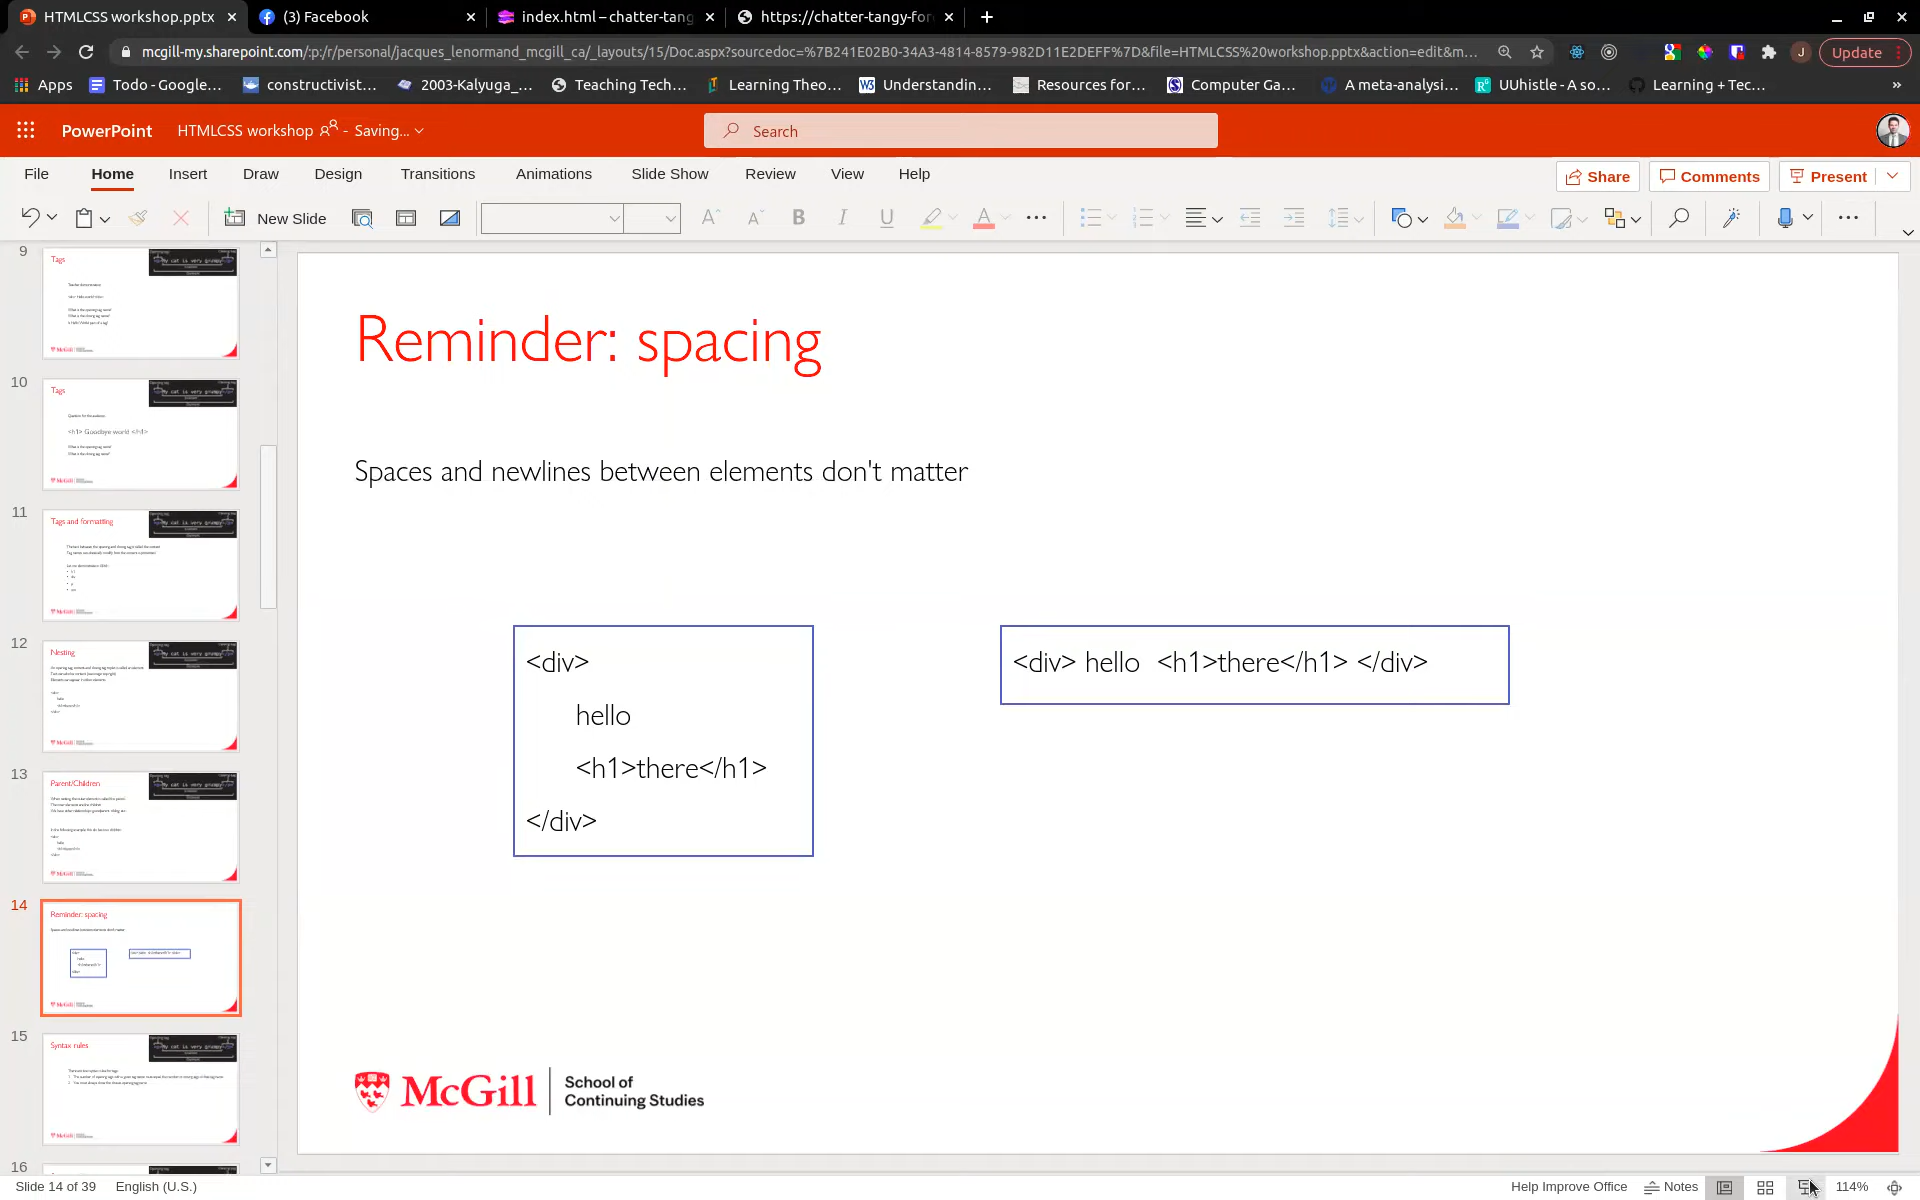 HTMLCSS workshop.pptx
(3) Facebook
index.html – chatter-tang
https://chatter-tangy-for
mcgill-my.sharepoint.com/:p:/r/personal/jacques_lenormand_mcgill_ca/_layouts/15/Doc.aspx?sourcedoc=%7B241E02B0-34A3-4814-8579-982D11E2DEFF%7D&file=HTMLCSS%20workshop.pptx&action=edit&m...
J
Update
Apps
Todo - Google...
constructivist...
2003-Kalyuga_...
Teaching Tech...
Learning Theo...
Understandin...
Resources for...
Computer Ga...
A meta-analysi...
UUhistle - A so...
Learning + Tec...
PowerPoint
HTMLCSS workshop - Saving...
Search
File
Home
Insert
Draw
Design
Transitions
Animations
Slide Show
Review
View
Help
Share
Comments
Present
New Slide
9
Tags
10
Tags
<h1> Goodbye world </h1>
11
Tags and formatting
12
Nesting
13
Parent/Children
14
Reminder: spacing
15
Syntax rules
16
Reminder: spacing
Spaces and newlines between elements don't matter
<div>
hello
<h1>there</h1>
</div>
<div> hello  <h1>there</h1> </div>
McGill
School of
Continuing Studies
Slide 14 of 39
English (U.S.)
Help Improve Office
Notes
114%